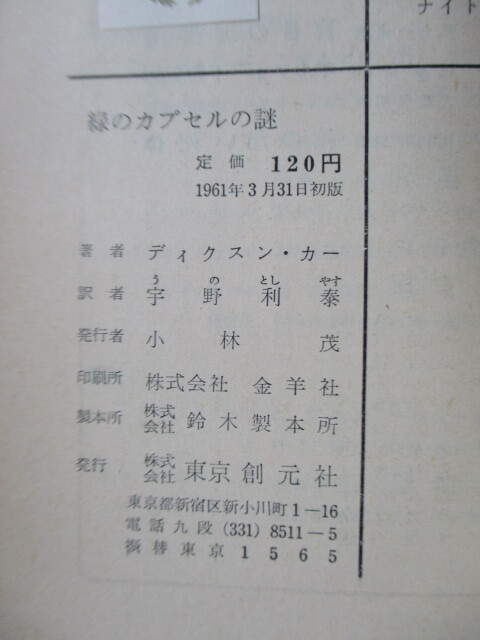 ナイト
緑のカプセルの謎
定価 120円
1961年3月31日初版
著者 ディクスン・カー
うのとしやす
訳者 宇野利泰
発行者 小林茂
印刷所 株式会社 金羊社
製本所 株式会社 鈴木製本所
発行 株式会社 東京創元社
東京都新宿区新小川町1―16
電話九段(331)8511―5
振替東京1565